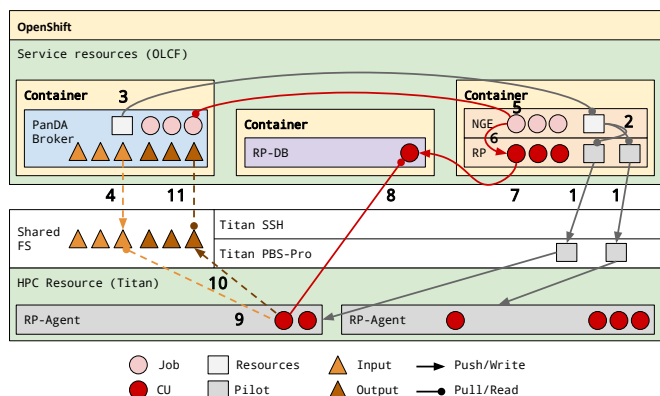 OpenShift
Service resources (OLCF)
Container
3
PanDA
Broker
Container
RP-DB
Container
5
NGE
2
6
RP
4
11
8
7
1
1
Shared
FS
Titan SSH
Titan PBS-Pro
HPC Resource (Titan)
10
RP-Agent
9
RP-Agent
Job
Resources
Input
Push/Write
CU
Pilot
Output
Pull/Read